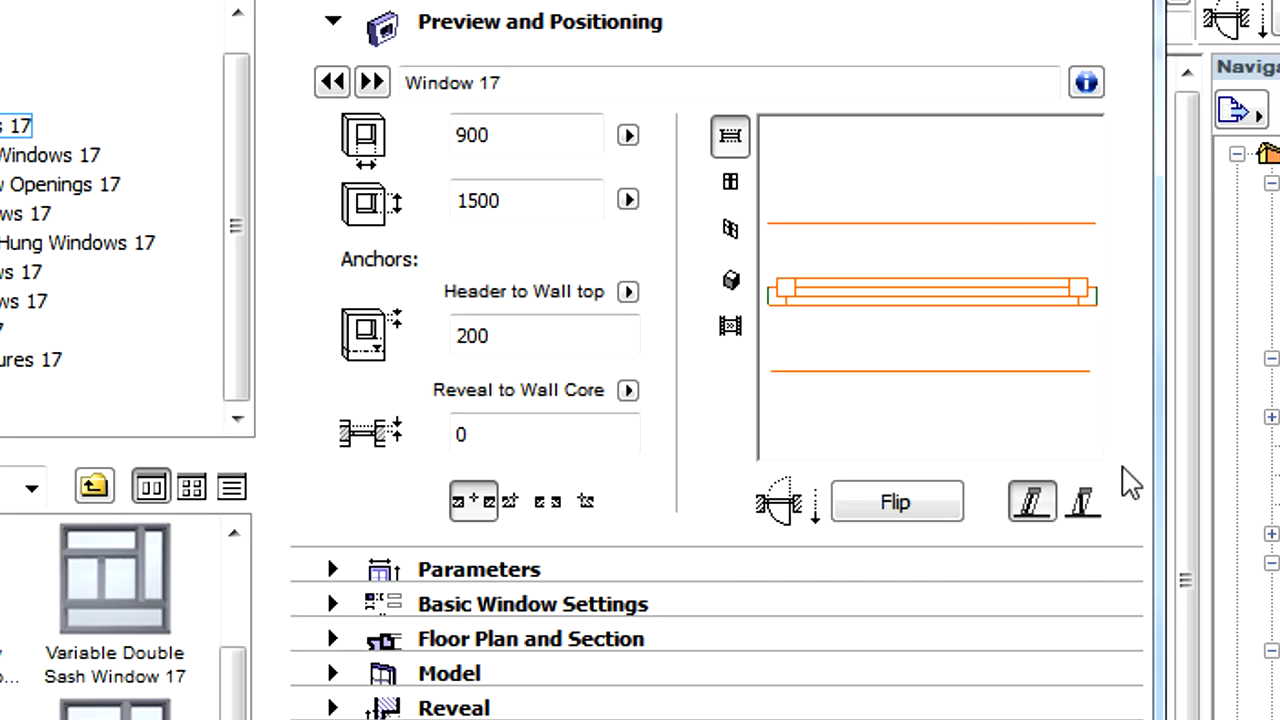 Preview and Positioning
Window 17
Naviga
900
s 17
Windows 17
w Openings 17
1500
ws 17
Hung Windows 17
Anchors:
ws 17
Header to Wall top
ws 17
200
7
ures 17
Reveal to Wall Core
0
Flip
Parameters
Basic Window Settings
Floor Plan and Section
Variable Double
Sash Window 17
o...
Model
Reveal